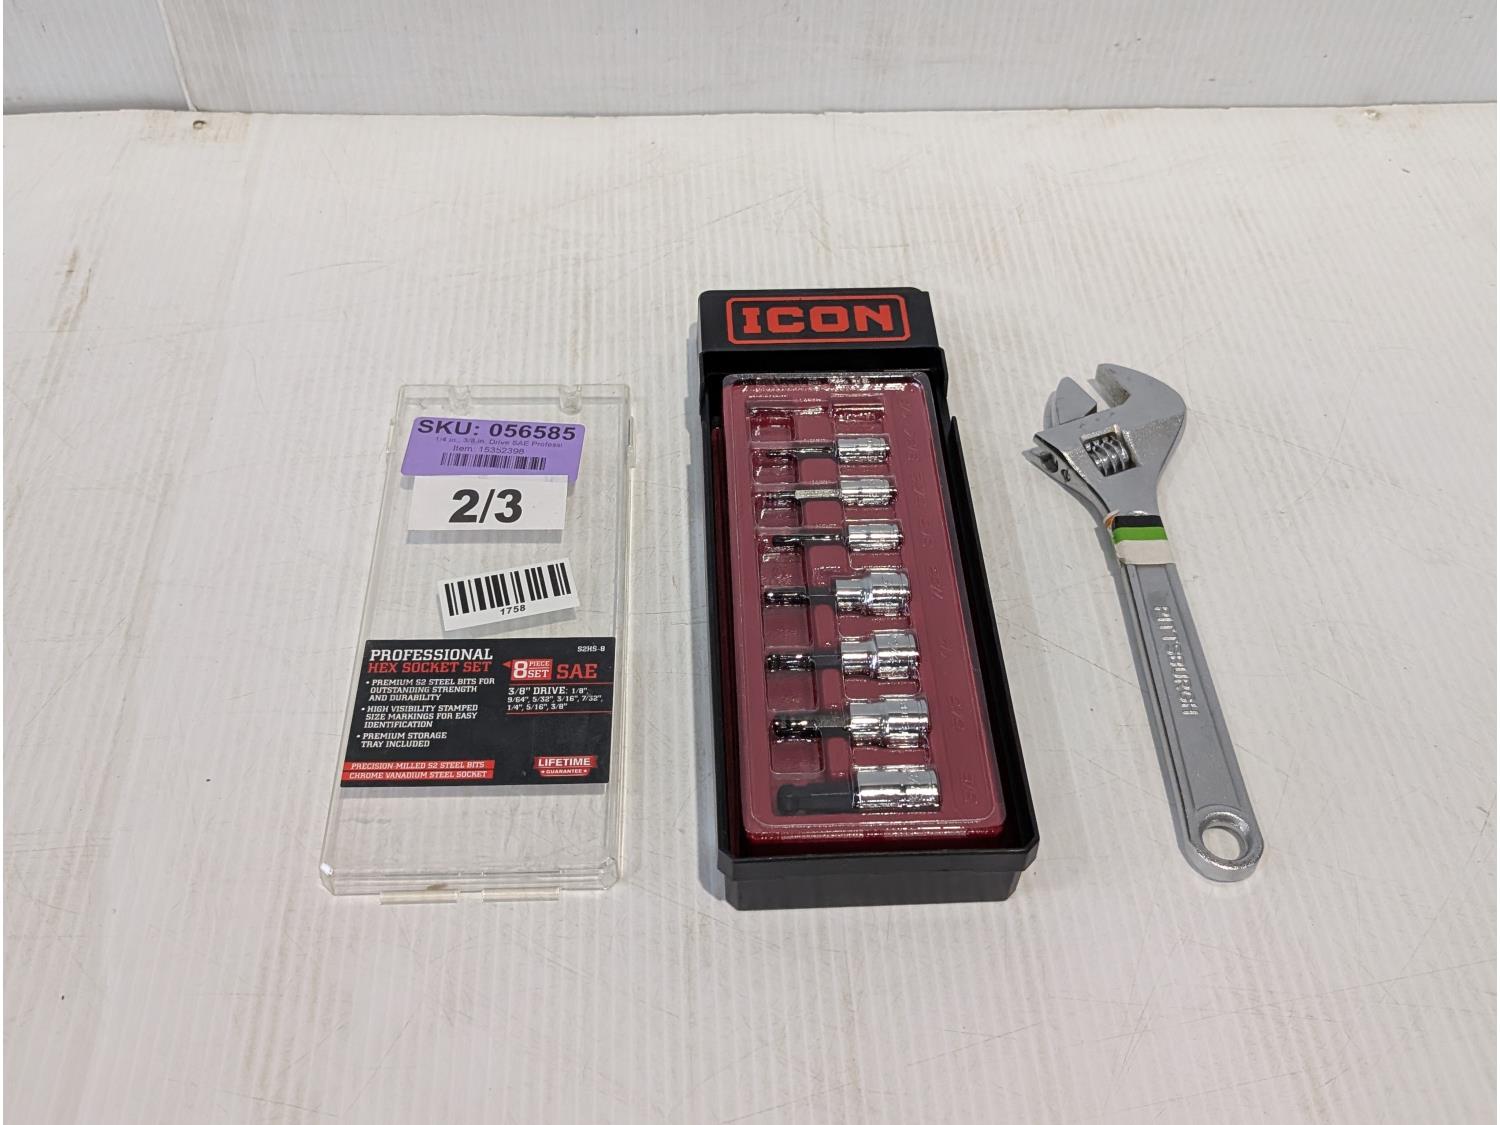 SKU: 056585
1/4 in., 3/8 in. Drive SAE Professi
Item: 15352398
2/3
1758
PROFESSIONAL
HEX SOCKET SET
• PREMIUM S2 STEEL BITS FOR
OUTSTANDING STRENGTH
AND DURABILITY
• HIGH VISIBILITY STAMPED
SIZE MARKINGS FOR EASY
IDENTIFICATION
• PREMIUM STORAGE
TRAY INCLUDED
PRECISION-MILLED S2 STEEL BITS
CHROME VANADIUM STEEL SOCKET
S2HS-8
8 PIECE
SET SAE
3/8" DRIVE: 1/8",
9/64", 5/32", 3/16", 7/32",
1/4", 5/16", 3/8"
LIFETIME
GUARANTEE
ICON
PITTSBURGH